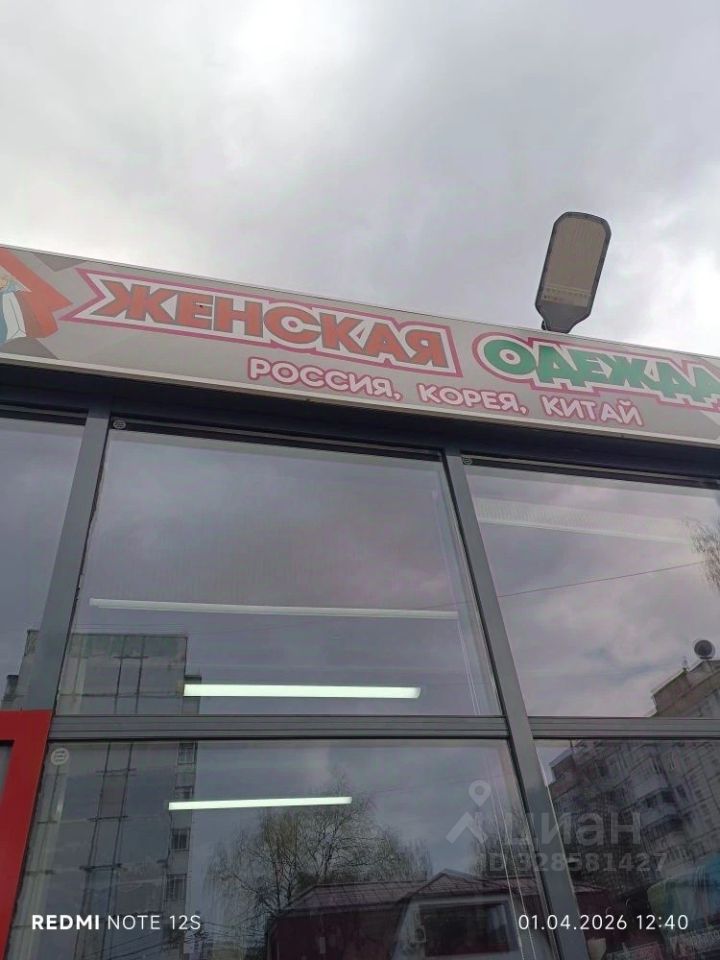 ЖЕНСКАЯ ОДЕЖДА
РОССИЯ, КОРЕЯ, КИТАЙ
циан
ID 328581427
REDMI NOTE 12S
01.04.2026 12:40